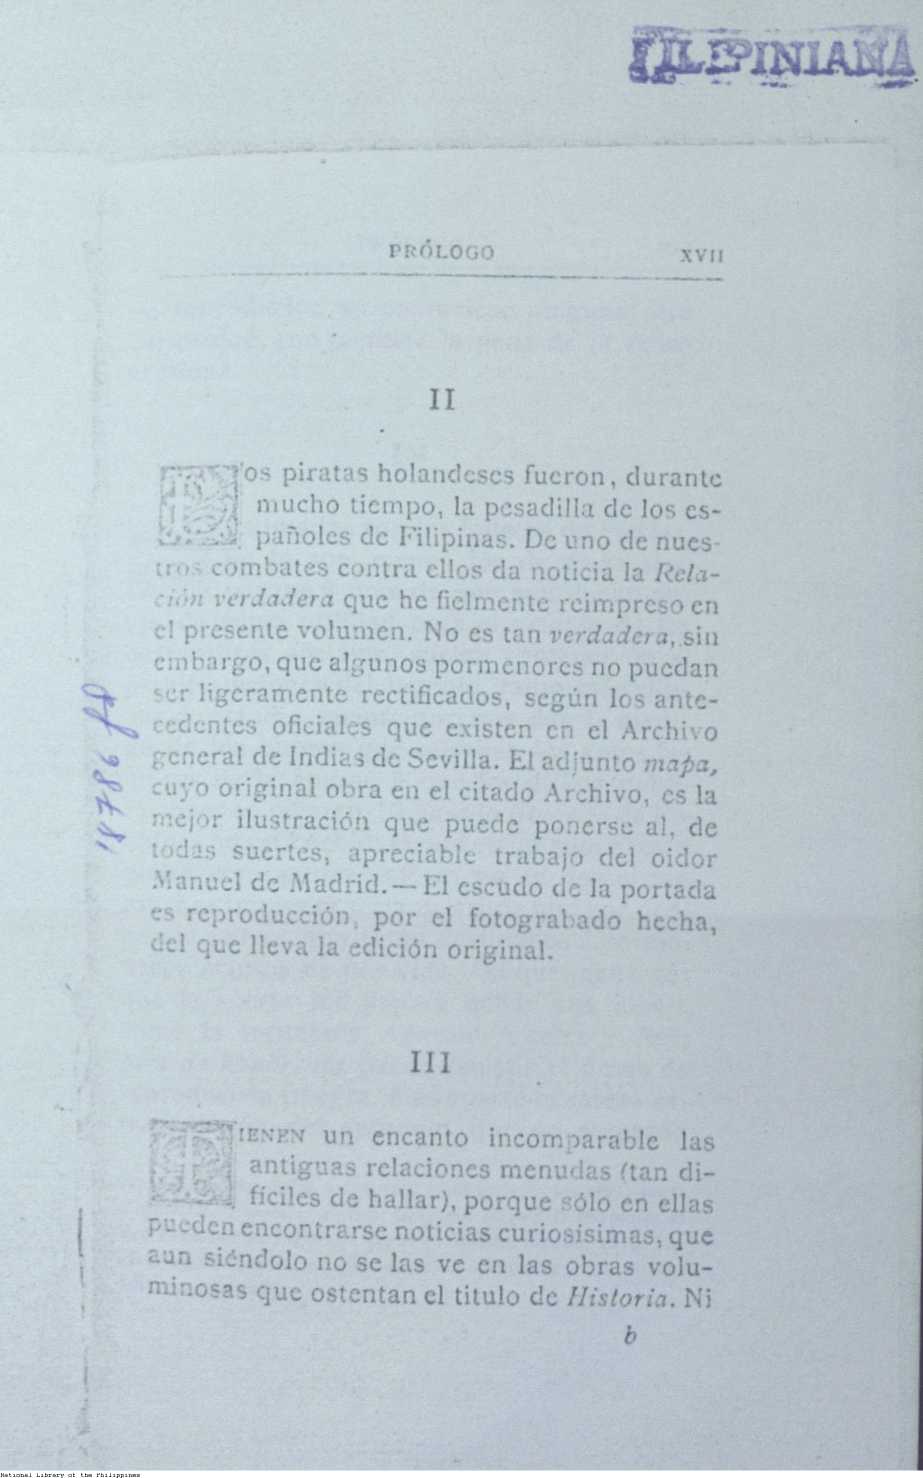 FILIPINIANA
PRÓLOGO XVII
II
Los piratas holandeses fueron, durante
mucho tiempo, la pesadilla de los es-
pañoles de Filipinas. De uno de nues-
tros combates contra ellos da noticia la Rela-
ción verdadera que he fielmente reimpreso en
el presente volumen. No es tan verdadera, sin
embargo, que algunos pormenores no puedan
ser ligeramente rectificados, según los ante-
cedentes oficiales que existen en el Archivo
general de Indias de Sevilla. El adjunto mapa,
cuyo original obra en el citado Archivo, es la
mejor ilustración que puede ponerse al, de
todas suertes, apreciable trabajo del oidor
Manuel de Madrid.—El escudo de la portada
es reproducción, por el fotograbado hecha,
del que lleva la edición original.
III
TIENEN un encanto incomparable las
antiguas relaciones menudas (tan di-
fíciles de hallar), porque sólo en ellas
pueden encontrarse noticias curiosísimas, que
aun siéndolo no se las ve en las obras volu-
minosas que ostentan el titulo de Historia. Ni
b
National Library of the Philippines